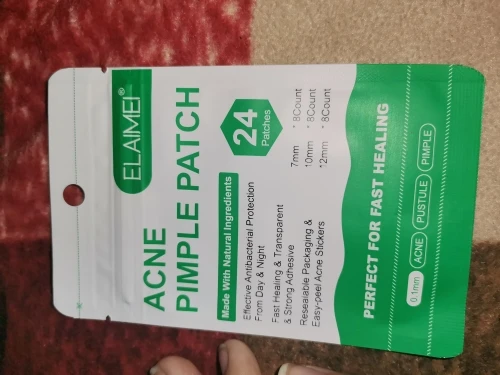 ELAIMEI®
ACNE
PIMPLE PATCH
Made With Natural Ingredients
24
Patches
Effective Antibacterial Protection
From Day & Night
Fast Healing & Transparent
& Strong Adhesive
Resealable Packaging &
Easy-peel Acne Stickers
7mm * 8Count
10mm * 8Count
12mm * 8Count
PERFECT FOR FAST HEALING
0.1mm ACNE PUSTULE PIMPLE